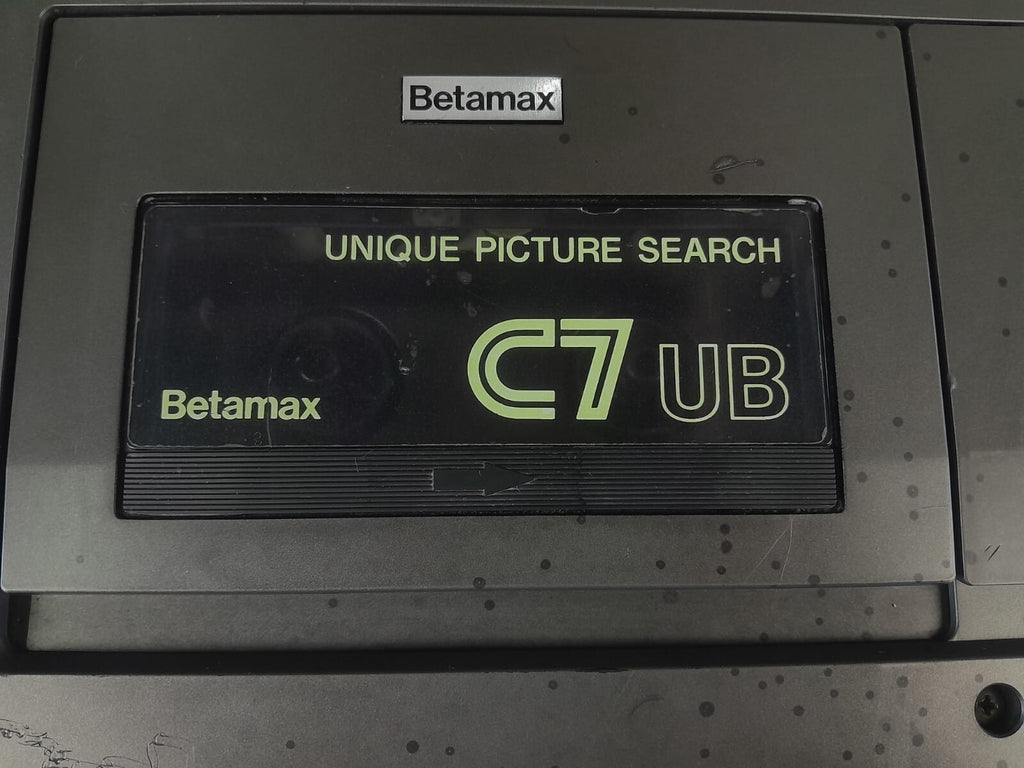 Betamax
UNIQUE PICTURE SEARCH
C7 UB
Betamax